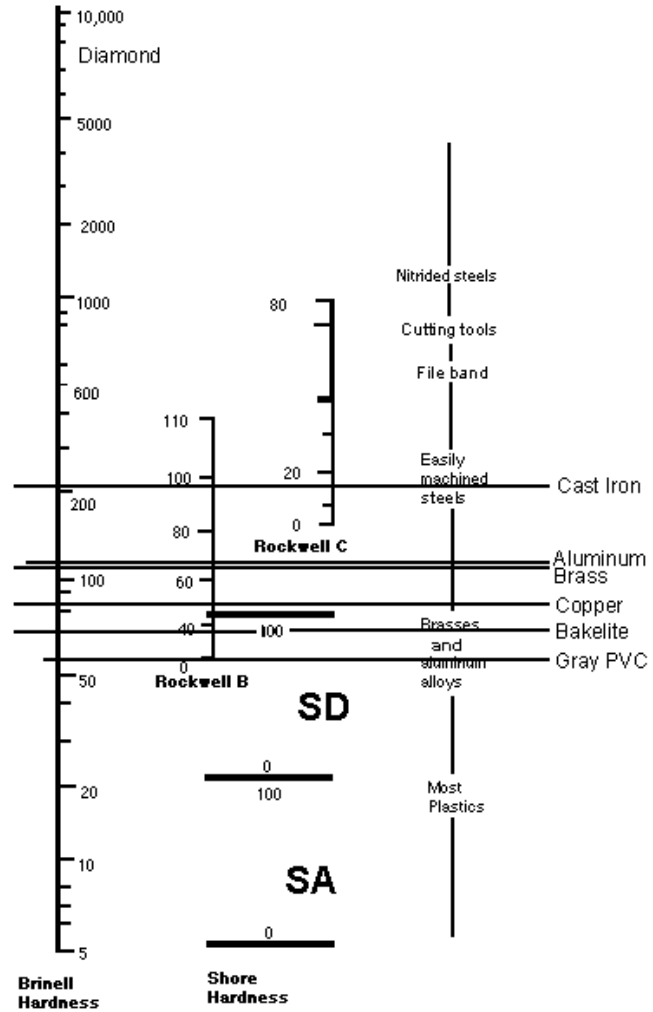 10,000
Diamond
5000
2000
Nitrided steels
1000
80
Cutting tools
File band
600
110
Easily
machined
steels
100
20
Cast Iron
200
0
80
Rockwell C
Aluminum
100
60
Brass
Copper
40
100
Brasses
and
aluminum
alloys
Bakelite
0
Gray PVC
50
Rockwell B
SD
0
20
100
Most
Plastics
10
SA
0
5
Brinell
Hardness
Shore
Hardness